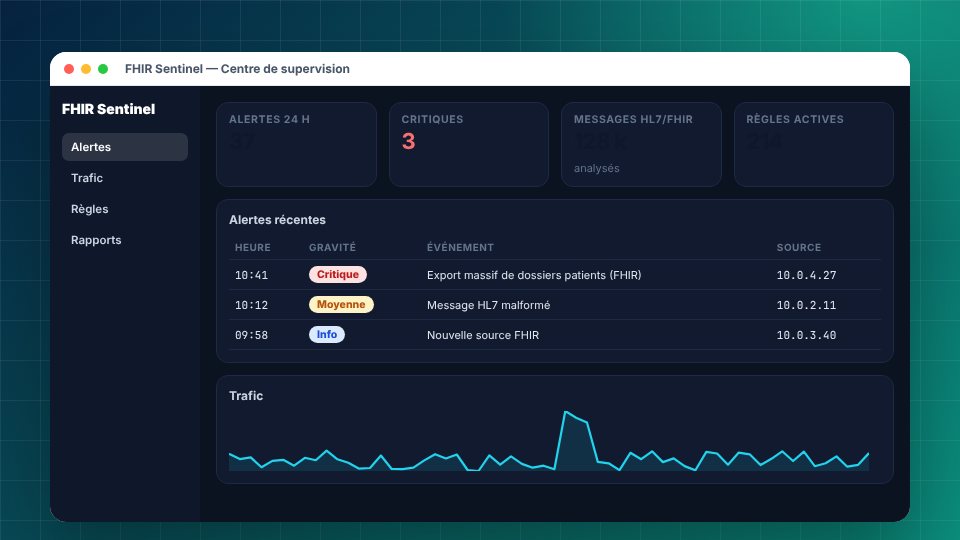 FHIR Sentinel — Centre de supervision
FHIR Sentinel
Alertes
Trafic
Règles
Rapports
ALERTES 24 H
37
CRITIQUES
3
MESSAGES HL7/FHIR
128 k
analysés
RÈGLES ACTIVES
214
Alertes récentes
HEURE GRAVITÉ ÉVÉNEMENT SOURCE
10:41 Critique Export massif de dossiers patients (FHIR) 10.0.4.27
10:12 Moyenne Message HL7 malformé 10.0.2.11
09:58 Info Nouvelle source FHIR 10.0.3.40
Trafic